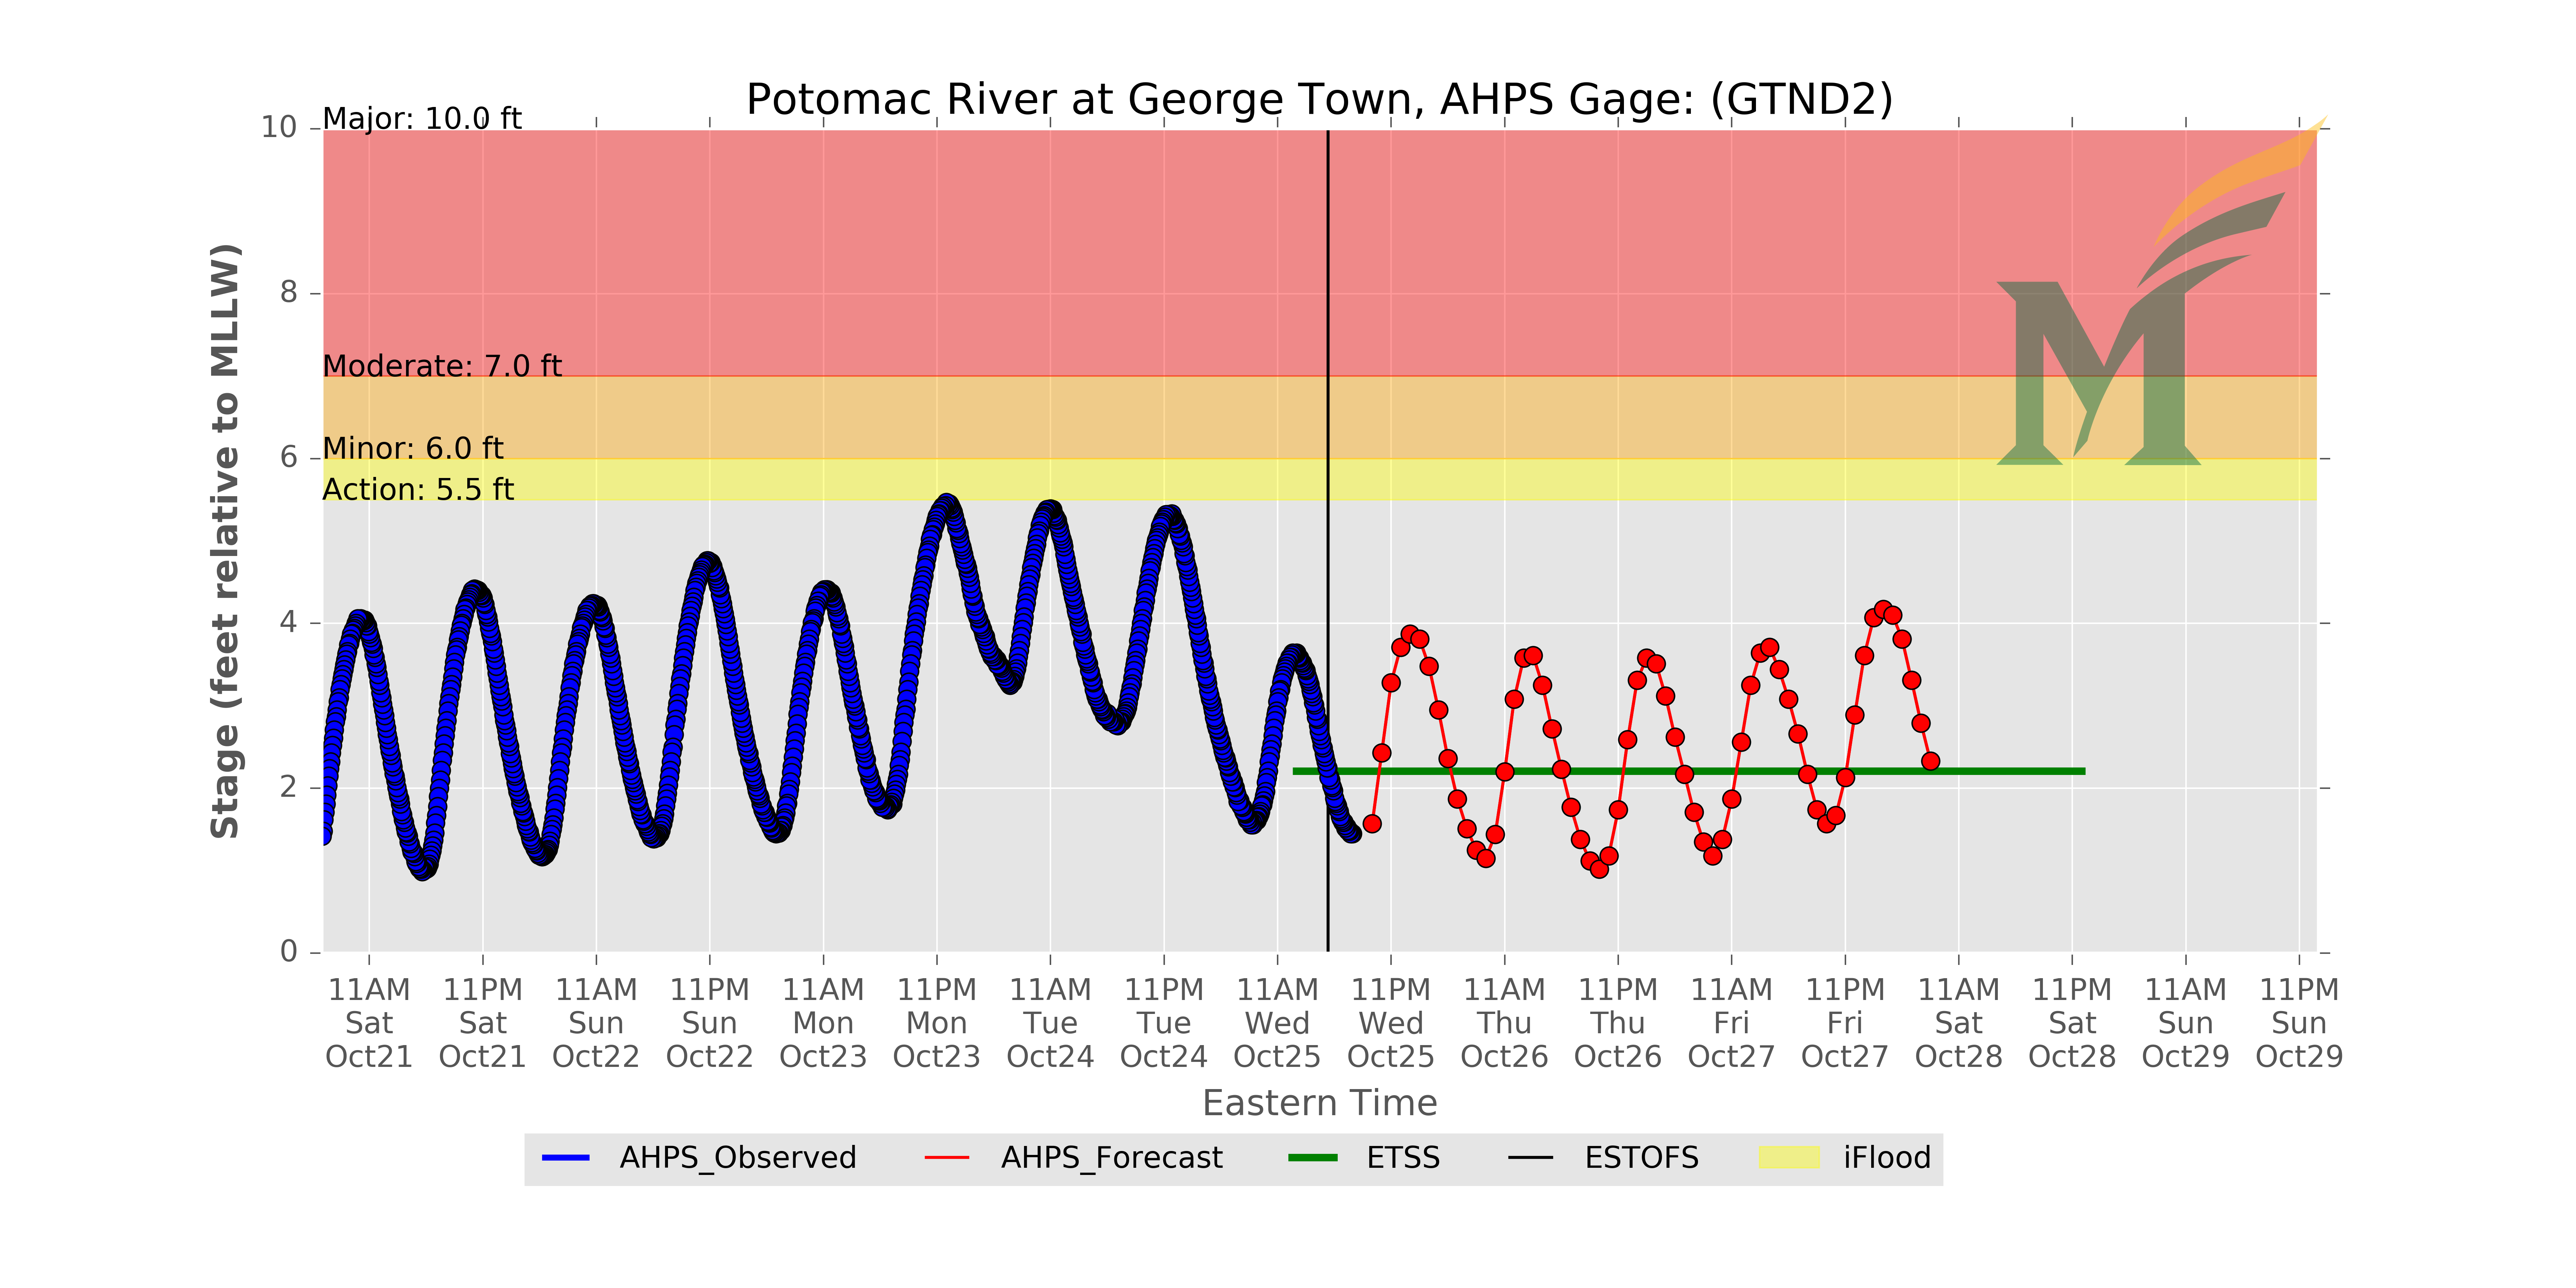 Potomac River at George Town, AHPS Gage: (GTND2)
Major: 10.0 ft
Moderate: 7.0 ft
Minor: 6.0 ft
Action: 5.5 ft
10
8
6
4
2
0
Stage (feet relative to MLLW)
11AM 11PM 11AM 11PM 11AM 11PM 11AM 11PM 11AM 11PM 11AM 11PM 11AM 11PM 11AM 11PM 11AM 11PM
Sat Sat Sun Sun Mon Mon Tue Tue Wed Wed Thu Thu Fri Fri Sat Sat Sun Sun
Oct21 Oct21 Oct22 Oct22 Oct23 Oct23 Oct24 Oct24 Oct25 Oct25 Oct26 Oct26 Oct27 Oct27 Oct28 Oct28 Oct29 Oct29
Eastern Time
AHPS_Observed AHPS_Forecast ETSS ESTOFS iFlood
M